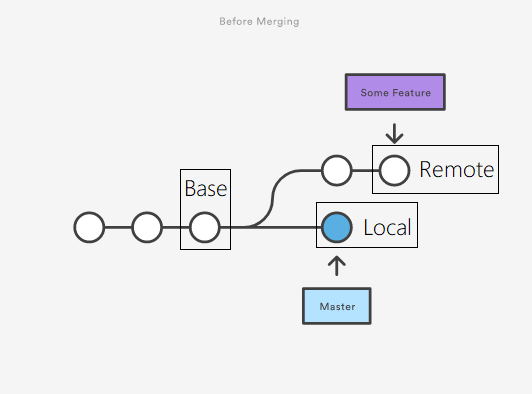 Before Merging
Some Feature
Remote
Base
Local
Master